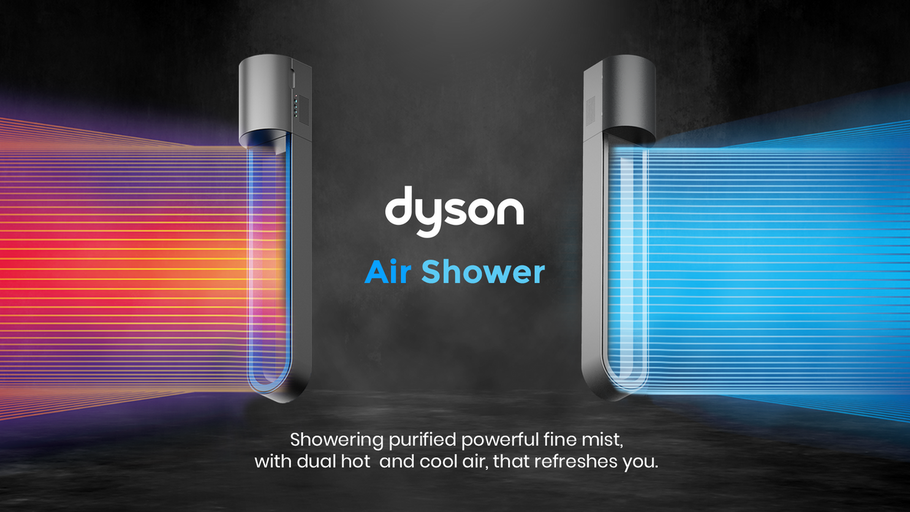 dyson
Air Shower
Showering purified powerful fine mist,
with dual hot  and cool air, that refreshes you.